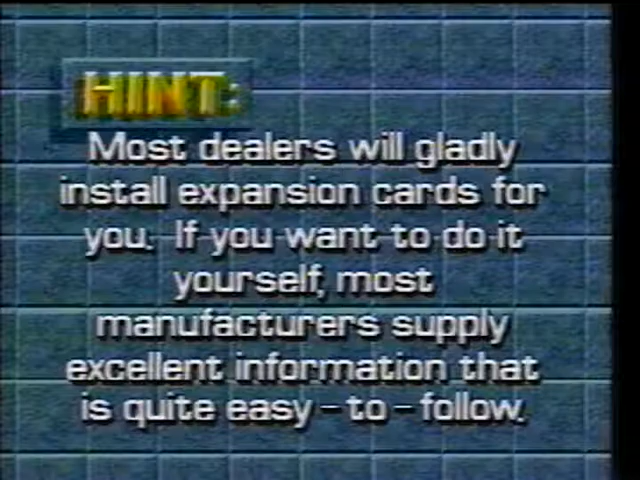 HINT:
Most dealers will gladly
install expansion cards for
you. If you want to do it
yourself, most
manufacturers supply
excellent information that
is quite easy-to-follow.